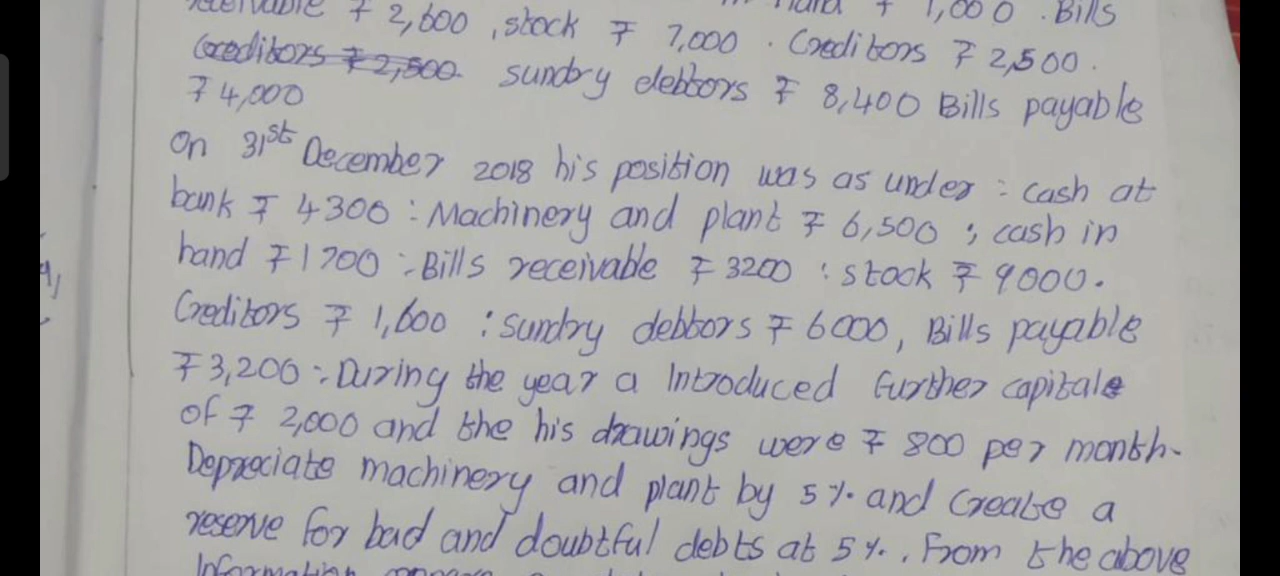 receivable ₹ 2,600 , stock ₹ 7,000 . Creditors ₹ 2,500 .
Creditors ₹ 2,500. sundry debtors ₹ 8,400 Bills payable
₹ 4,000
On 31st December 2018 his position was as under : cash at
bank ₹ 4300 : Machinery and plant ₹ 6,500 ; cash in
hand ₹ 1700 :- Bills receivable ₹ 3200 : stock ₹ 9000.
Creditors ₹ 1,600 : Sundry debtors ₹ 6000, Bills payable
₹ 3,200 :- During the year a Introduced further capitale
of ₹ 2,000 and the his drawings were ₹ 800 per month.
Depreciate machinery and plant by 5 %. and Create a
reserve for bad and doubtful debts at 5 %. , From the above
Information